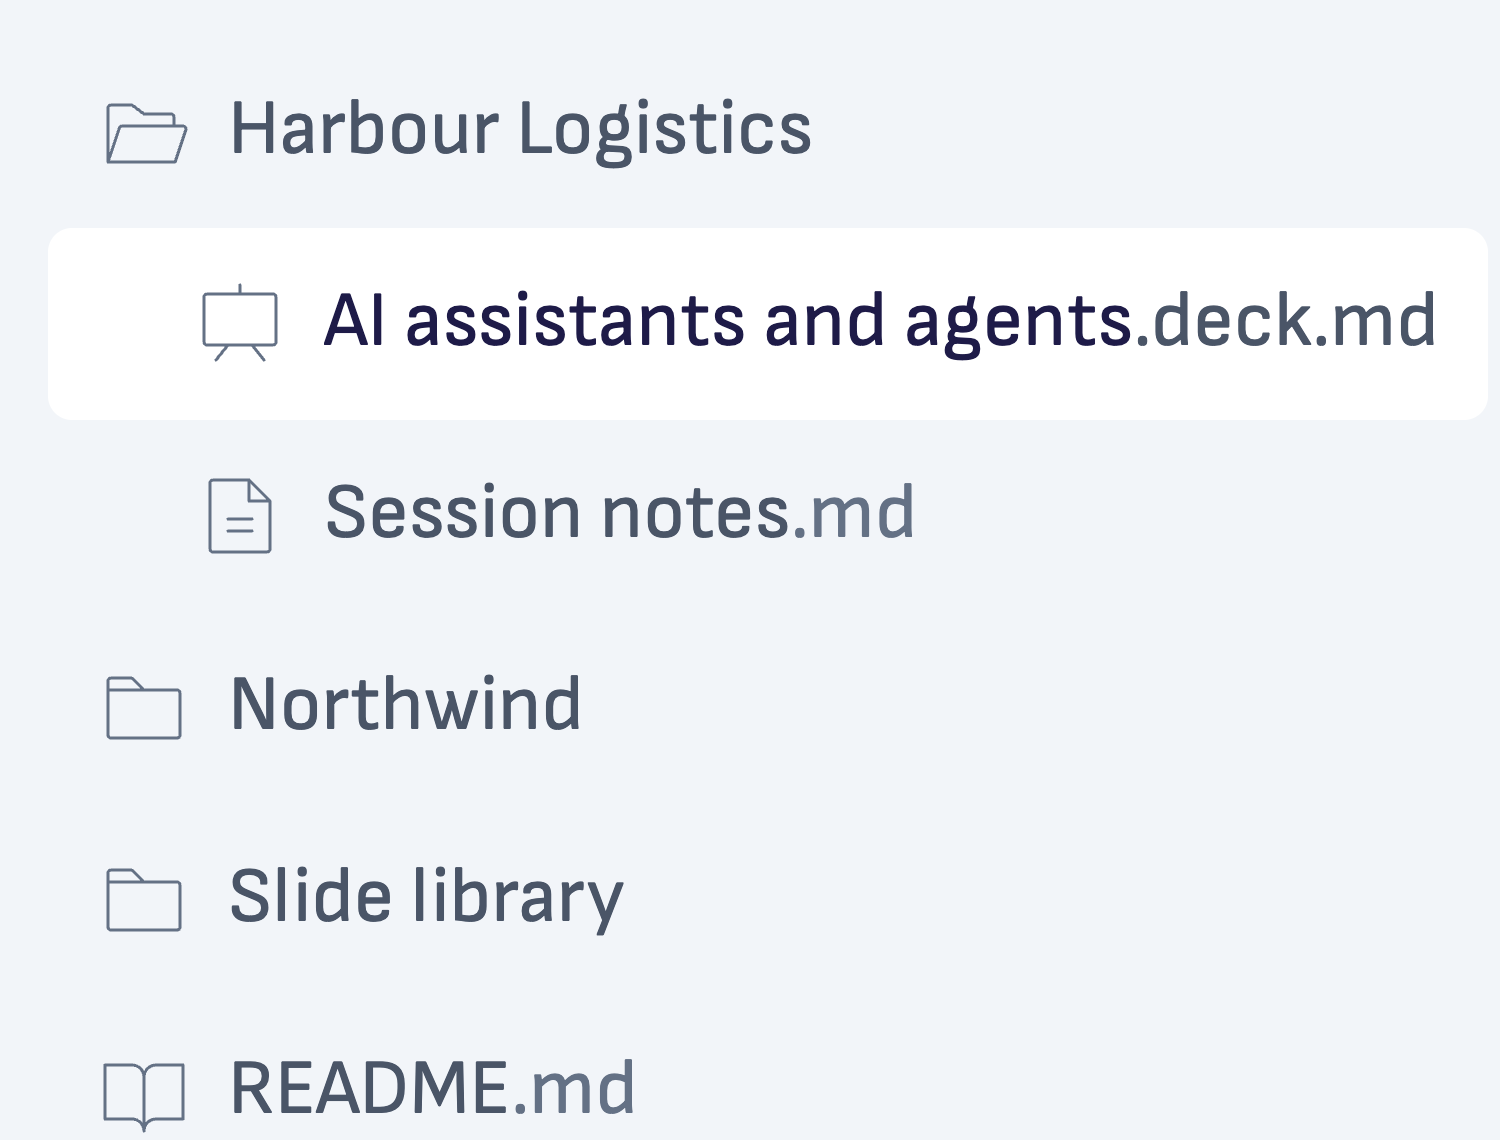 Harbour Logistics
AI assistants and agents.deck.md
Session notes.md
Northwind
Slide library
README.md